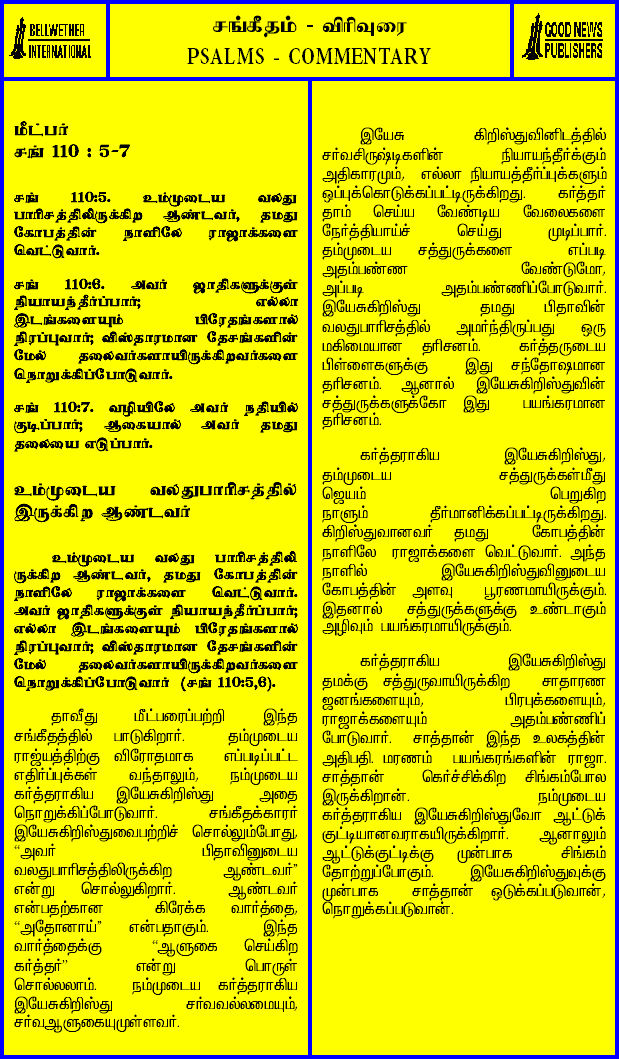 BELLWETHER
INTERNATIONAL
சங்கீதம் - விரிவுரை
PSALMS - COMMENTARY
GOOD NEWS
PUBLISHERS
மீட்பர்
சங் 110 : 5-7
சங் 110:5. உம்முடைய வலது
பாரிசத்திலிருக்கிற ஆண்டவர், தமது
கோபத்தின் நாளிலே ராஜாக்களை
வெட்டுவார்.
சங் 110:6. அவர் ஜாதிகளுக்குள்
நியாயந்தீர்ப்பார்; எல்லா
இடங்களையும் பிரேதங்களால்
நிரப்புவார்; விஸ்தாரமான தேசங்களின்
மேல் தலைவர்களாயிருக்கிறவர்களை
நொறுக்கிப்போடுவார்.
சங் 110:7. வழியிலே அவர் நதியில்
குடிப்பார்; ஆகையால் அவர் தமது
தலையை எடுப்பார்.
உம்முடைய வலதுபாரிசத்தில்
இருக்கிற ஆண்டவர்
உம்முடைய வலது பாரிசத்திலி
ருக்கிற ஆண்டவர், தமது கோபத்தின்
நாளிலே ராஜாக்களை வெட்டுவார்.
அவர் ஜாதிகளுக்குள் நியாயந்தீர்ப்பார்;
எல்லா இடங்களையும் பிரேதங்களால்
நிரப்புவார்; விஸ்தாரமான தேசங்களின்
மேல் தலைவர்களாயிருக்கிறவர்களை
நொறுக்கிப்போடுவார் (சங் 110:5,6).
தாவீது மீட்பரைப்பற்றி இந்த
சங்கீதத்தில் பாடுகிறார். தம்முடைய
ராஜ்யத்திற்கு விரோதமாக எப்படிப்பட்ட
எதிர்ப்புக்கள் வந்தாலும், நம்முடைய
கர்த்தராகிய இயேசுகிறிஸ்து அதை
நொறுக்கிப்போடுவார். சங்கீதக்காரர்
இயேசுகிறிஸ்துவைபற்றிச் சொல்லும்போது,
“அவர் பிதாவினுடைய
வலதுபாரிசத்திலிருக்கிற ஆண்டவர்”
என்று சொல்லுகிறார். ஆண்டவர்
என்பதற்கான கிரேக்க வார்த்தை,
“அதோனாய்” என்பதாகும். இந்த
வார்த்தைக்கு “ஆளுகை செய்கிற
கர்த்தர்” என்று பொருள்
சொல்லலாம். நம்முடைய கர்த்தராகிய
இயேசுகிறிஸ்து சர்வவல்லமையும்,
சர்வஆளுகையுமுள்ளவர்.
இயேசு கிறிஸ்துவினிடத்தில்
சர்வசிருஷ்டிகளின் நியாயந்தீர்க்கும்
அதிகாரமும், எல்லா நியாயத்தீர்ப்புக்களும்
ஒப்புக்கொடுக்கப்பட்டிருக்கிறது. கர்த்தர்
தாம் செய்ய வேண்டிய வேலைகளை
நேர்த்தியாய்ச் செய்து முடிப்பார்.
தம்முடைய சத்துருக்களை எப்படி
அதம்பண்ண வேண்டுமோ,
அப்படி அதம்பண்ணிப்போடுவார்.
இயேசுகிறிஸ்து தமது பிதாவின்
வலதுபாரிசத்தில் அமர்ந்திருப்பது ஒரு
மகிமையான தரிசனம். கர்த்தருடைய
பிள்ளைகளுக்கு இது சந்தோஷமான
தரிசனம். ஆனால் இயேசுகிறிஸ்துவின்
சத்துருக்களுக்கோ இது பயங்கரமான
தரிசனம்.
கர்த்தராகிய இயேசுகிறிஸ்து,
தம்முடைய சத்துருக்கள்மீது
ஜெயம் பெறுகிற
நாளும் தீர்மானிக்கப்பட்டிருக்கிறது.
கிறிஸ்துவானவர் தமது கோபத்தின்
நாளிலே ராஜாக்களை வெட்டுவார். அந்த
நாளில் இயேசுகிறிஸ்துவினுடைய
கோபத்தின் அளவு பூரணமாயிருக்கும்.
இதனால் சத்துருக்களுக்கு உண்டாகும்
அழிவும் பயங்கரமாயிருக்கும்.
கர்த்தராகிய இயேசுகிறிஸ்து
தமக்கு சத்துருவாயிருக்கிற சாதாரண
ஜனங்களையும், பிரபுக்களையும்,
ராஜாக்களையும் அதம்பண்ணிப்
போடுவார். சாத்தான் இந்த உலகத்தின்
அதிபதி. மரணம் பயங்கரங்களின் ராஜா.
சாத்தான் கெர்ச்சிக்கிற சிங்கம்போல
இருக்கிறான். நம்முடைய
கர்த்தராகிய இயேசுகிறிஸ்துவோ ஆட்டுக்
குட்டியானவராகயிருக்கிறார். ஆனாலும்
ஆட்டுக்குட்டிக்கு முன்பாக சிங்கம்
தோற்றுப்போகும். இயேசுகிறிஸ்துவுக்கு
முன்பாக சாத்தான் ஒடுக்கப்படுவான்,
நொறுக்கப்படுவான்.